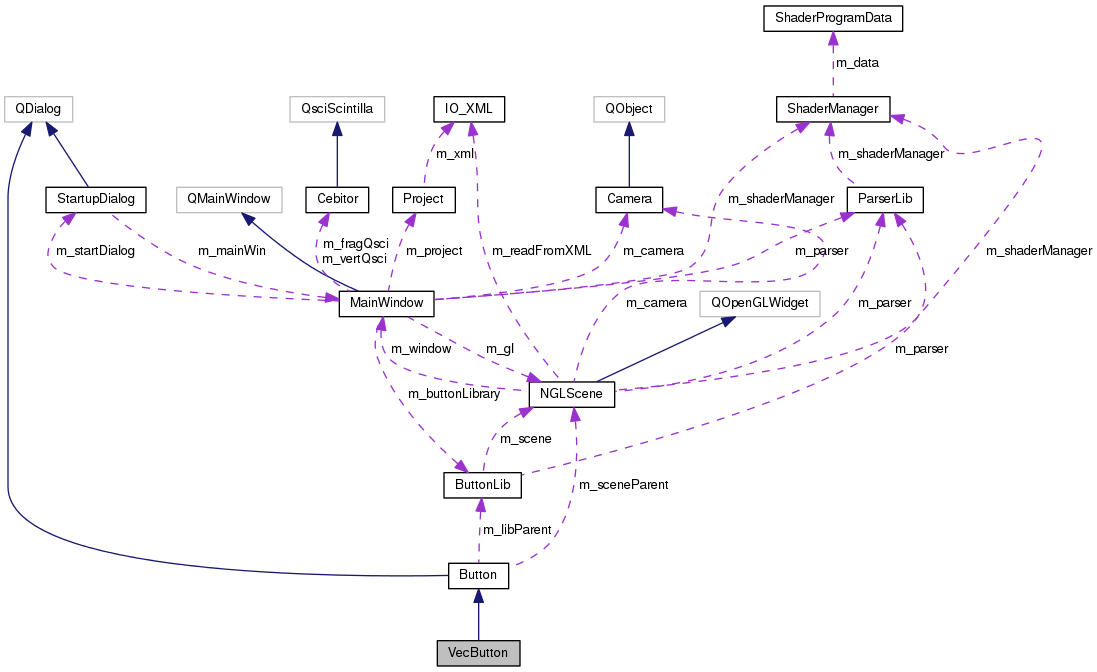 ShaderProgramData
m_data
QDialog
QsciScintilla
IO_XML
QObject
ShaderManager
m_xml
m_shaderManager
StartupDialog
QMainWindow
Cebitor
Project
Camera
m_shaderManager
ParserLib
m_startDialog
m_mainWin
m_fragQsci
m_vertQsci
m_project
m_readFromXML
m_camera
m_parser
m_shaderManager
MainWindow
m_camera
QOpenGLWidget
m_parser
m_window
m_gl
m_parser
m_buttonLibrary
NGLScene
m_scene
ButtonLib
m_sceneParent
m_libParent
Button
VecButton